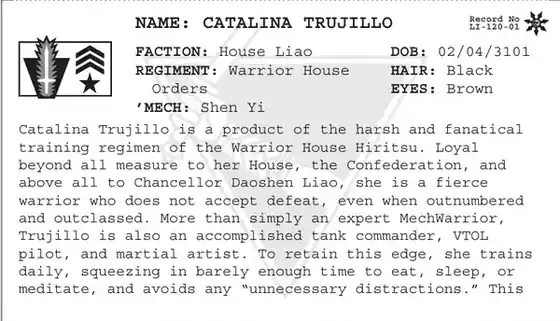 NAME: CATALINA TRUJILLO
Record No
LI-120-01
FACTION: House Liao
DOB: 02/04/3101
REGIMENT: Warrior House
HAIR: Black
Orders
EYES: Brown
'MECH: Shen Yi
Catalina Trujillo is a product of the harsh and fanatical
training regimen of the Warrior House Hiritsu. Loyal
beyond all measure to her House, the Confederation, and
above all to Chancellor Daoshen Liao, she is a fierce
warrior who does not accept defeat, even when outnumbered
and outclassed. More than simply an expert MechWarrior,
Trujillo is also an accomplished tank commander, VTOL
pilot, and martial artist. To retain this edge, she trains
daily, squeezing in barely enough time to eat, sleep, or
meditate, and avoids any “unnecessary distractions.” This